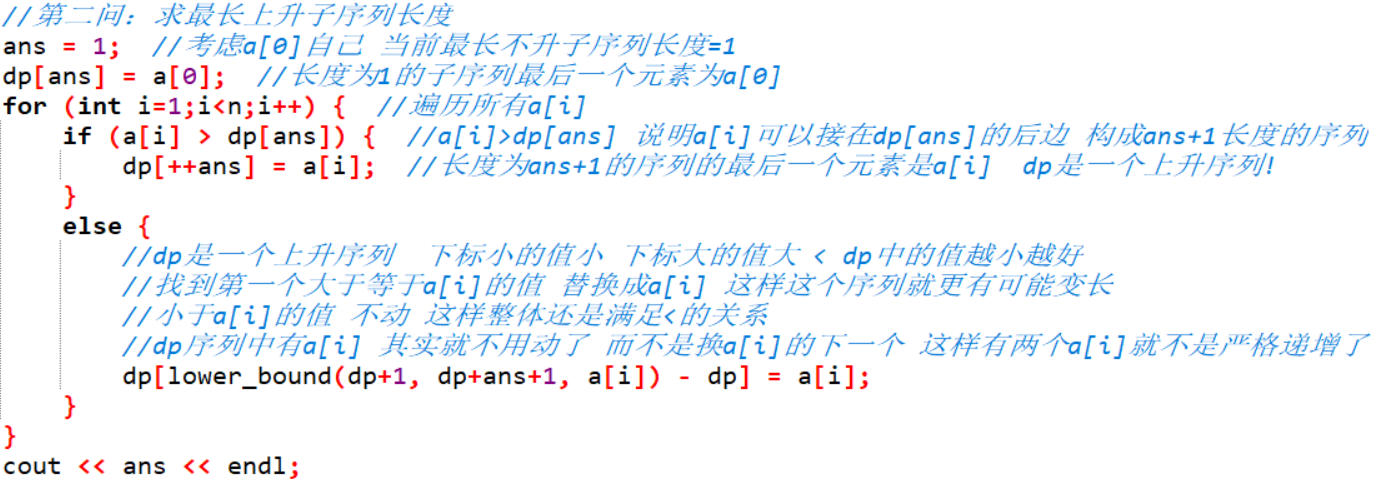 //第二问：求最长上升子序列长度
ans = 1;  //考虑a[0]自己 当前最长不升子序列长度=1
dp[ans] = a[0];  //长度为1的子序列最后一个元素为a[0]
for (int i=1;i<n;i++) {  //遍历所有a[i]
    if (a[i] > dp[ans]) {  //a[i]>dp[ans] 说明a[i]可以接在dp[ans]的后边 构成ans+1长度的序列
        dp[++ans] = a[i];  //长度为ans+1的序列的最后一个元素是a[i]  dp是一个上升序列!
    }
    else {
        //dp是一个上升序列  下标小的值小 下标大的值大 < dp中的值越小越好
        //找到第一个大于等于a[i]的值 替换成a[i] 这样这个序列就更有可能变长
        //小于a[i]的值 不动 这样整体还是满足<的关系
        //dp序列中有a[i] 其实就不用动了 而不是换a[i]的下一个 这样有两个a[i]就不是严格递增了
        dp[lower_bound(dp+1, dp+ans+1, a[i]) - dp] = a[i];
    }
}
cout << ans << endl;